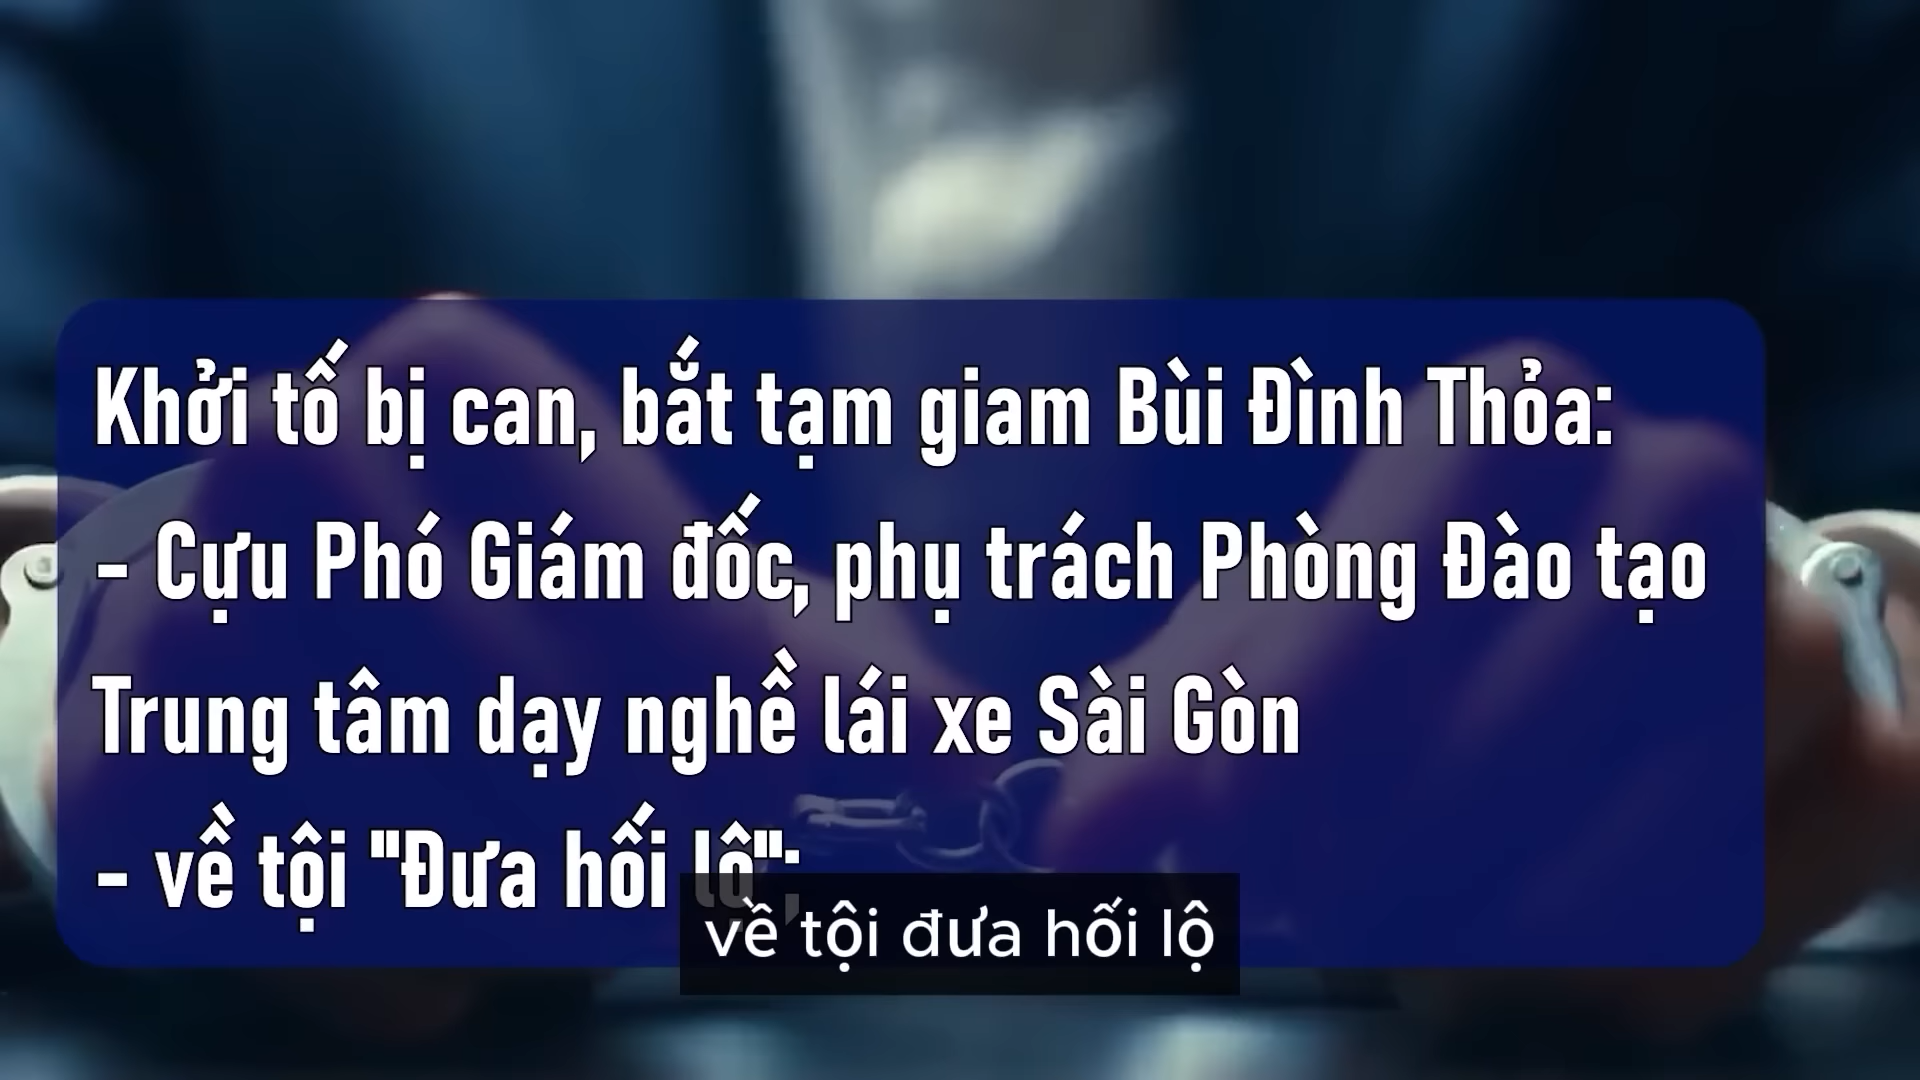 Khởi tố bị can, bắt tạm giam Bùi Đình Thỏa:
- Cựu Phó Giám đốc, phụ trách Phòng Đào tạo
Trung tâm dạy nghề lái xe Sài Gòn
- về tội "Đưa hối lộ";
về tội đưa hối lộ